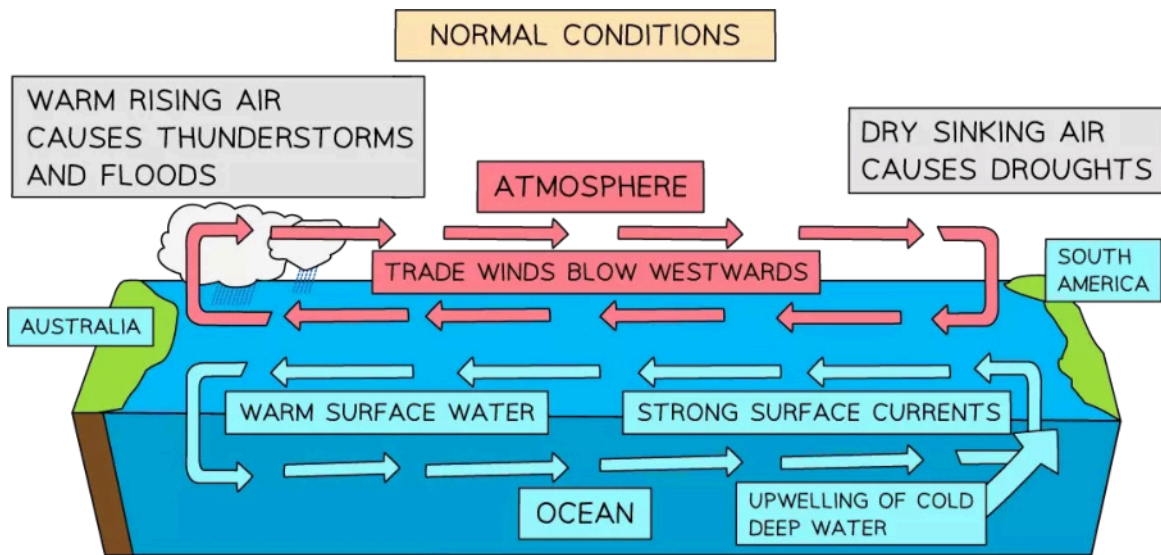 NORMAL CONDITIONS
WARM RISING AIR
CAUSES THUNDERSTORMS
AND FLOODS
DRY SINKING AIR
CAUSES DROUGHTS
ATMOSPHERE
TRADE WINDS BLOW WESTWARDS
SOUTH
AMERICA
AUSTRALIA
WARM SURFACE WATER
STRONG SURFACE CURRENTS
OCEAN
UPWELLING OF COLD
DEEP WATER